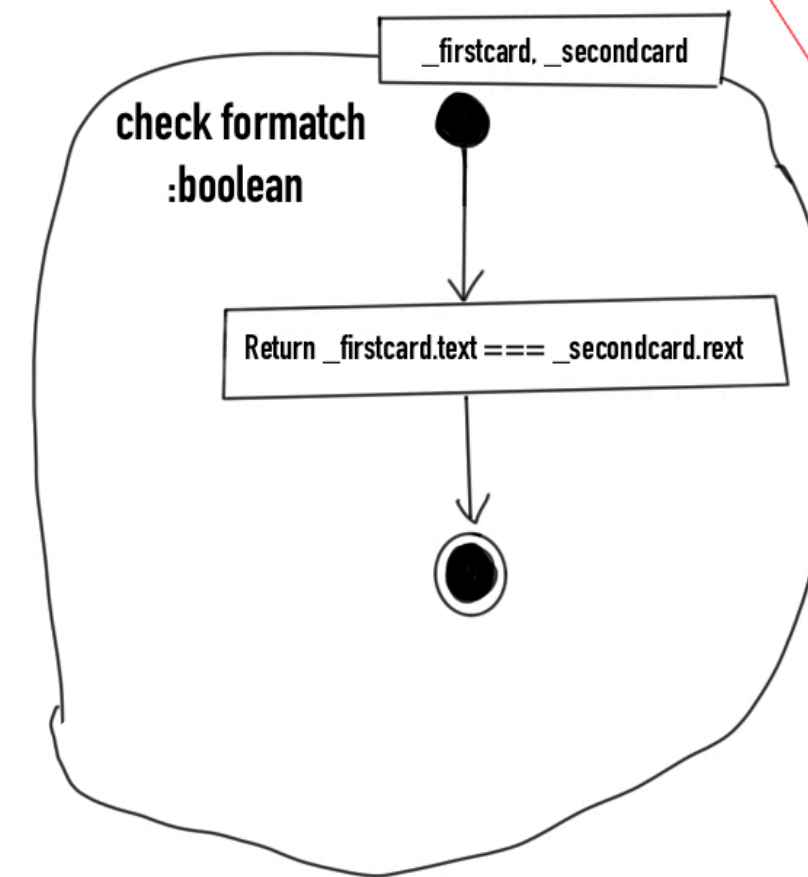 _firstcard, _secondcard
check formatch
:boolean
Return _firstcard.text === _secondcard.rext